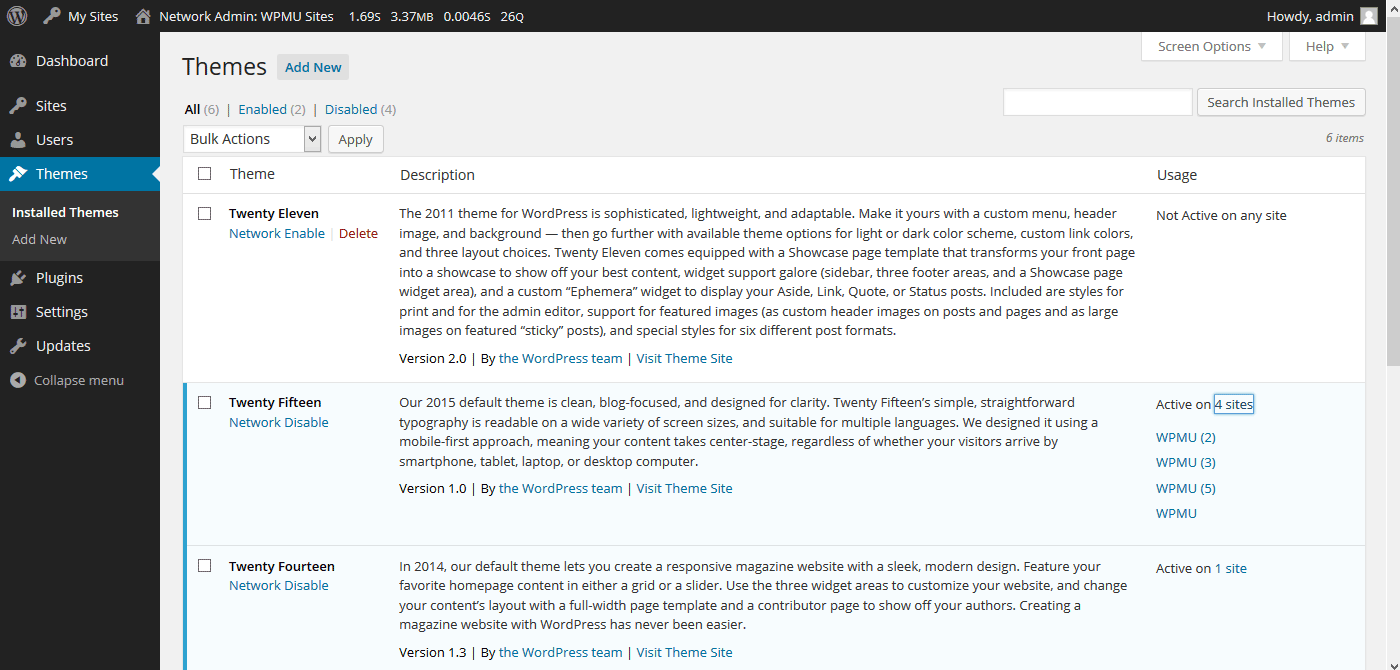 My Sites
Network Admin: WPMU Sites
1.69S 3.37MB 0.0046S 26Q
Howdy, admin
Dashboard
Sites
Users
Themes
Installed Themes
Add New
Plugins
Settings
Updates
Collapse menu
Screen Options
Help
Themes
Add New
All (6) | Enabled (2) | Disabled (4)
Search Installed Themes
Bulk Actions
Apply
6 items
Theme
Description
Usage
Twenty Eleven
Network Enable | Delete
The 2011 theme for WordPress is sophisticated, lightweight, and adaptable. Make it yours with a custom menu, header
image, and background — then go further with available theme options for light or dark color scheme, custom link colors,
and three layout choices. Twenty Eleven comes equipped with a Showcase page template that transforms your front page
into a showcase to show off your best content, widget support galore (sidebar, three footer areas, and a Showcase page
widget area), and a custom “Ephemera” widget to display your Aside, Link, Quote, or Status posts. Included are styles for
print and for the admin editor, support for featured images (as custom header images on posts and pages and as large
images on featured “sticky” posts), and special styles for six different post formats.
Version 2.0 | By the WordPress team | Visit Theme Site
Not Active on any site
Twenty Fifteen
Network Disable
Our 2015 default theme is clean, blog-focused, and designed for clarity. Twenty Fifteen’s simple, straightforward
typography is readable on a wide variety of screen sizes, and suitable for multiple languages. We designed it using a
mobile-first approach, meaning your content takes center-stage, regardless of whether your visitors arrive by
smartphone, tablet, laptop, or desktop computer.
Version 1.0 | By the WordPress team | Visit Theme Site
Active on 4 sites
WPMU (2)
WPMU (3)
WPMU (5)
WPMU
Twenty Fourteen
Network Disable
In 2014, our default theme lets you create a responsive magazine website with a sleek, modern design. Feature your
favorite homepage content in either a grid or a slider. Use the three widget areas to customize your website, and change
your content’s layout with a full-width page template and a contributor page to show off your authors. Creating a
magazine website with WordPress has never been easier.
Version 1.3 | By the WordPress team | Visit Theme Site
Active on 1 site